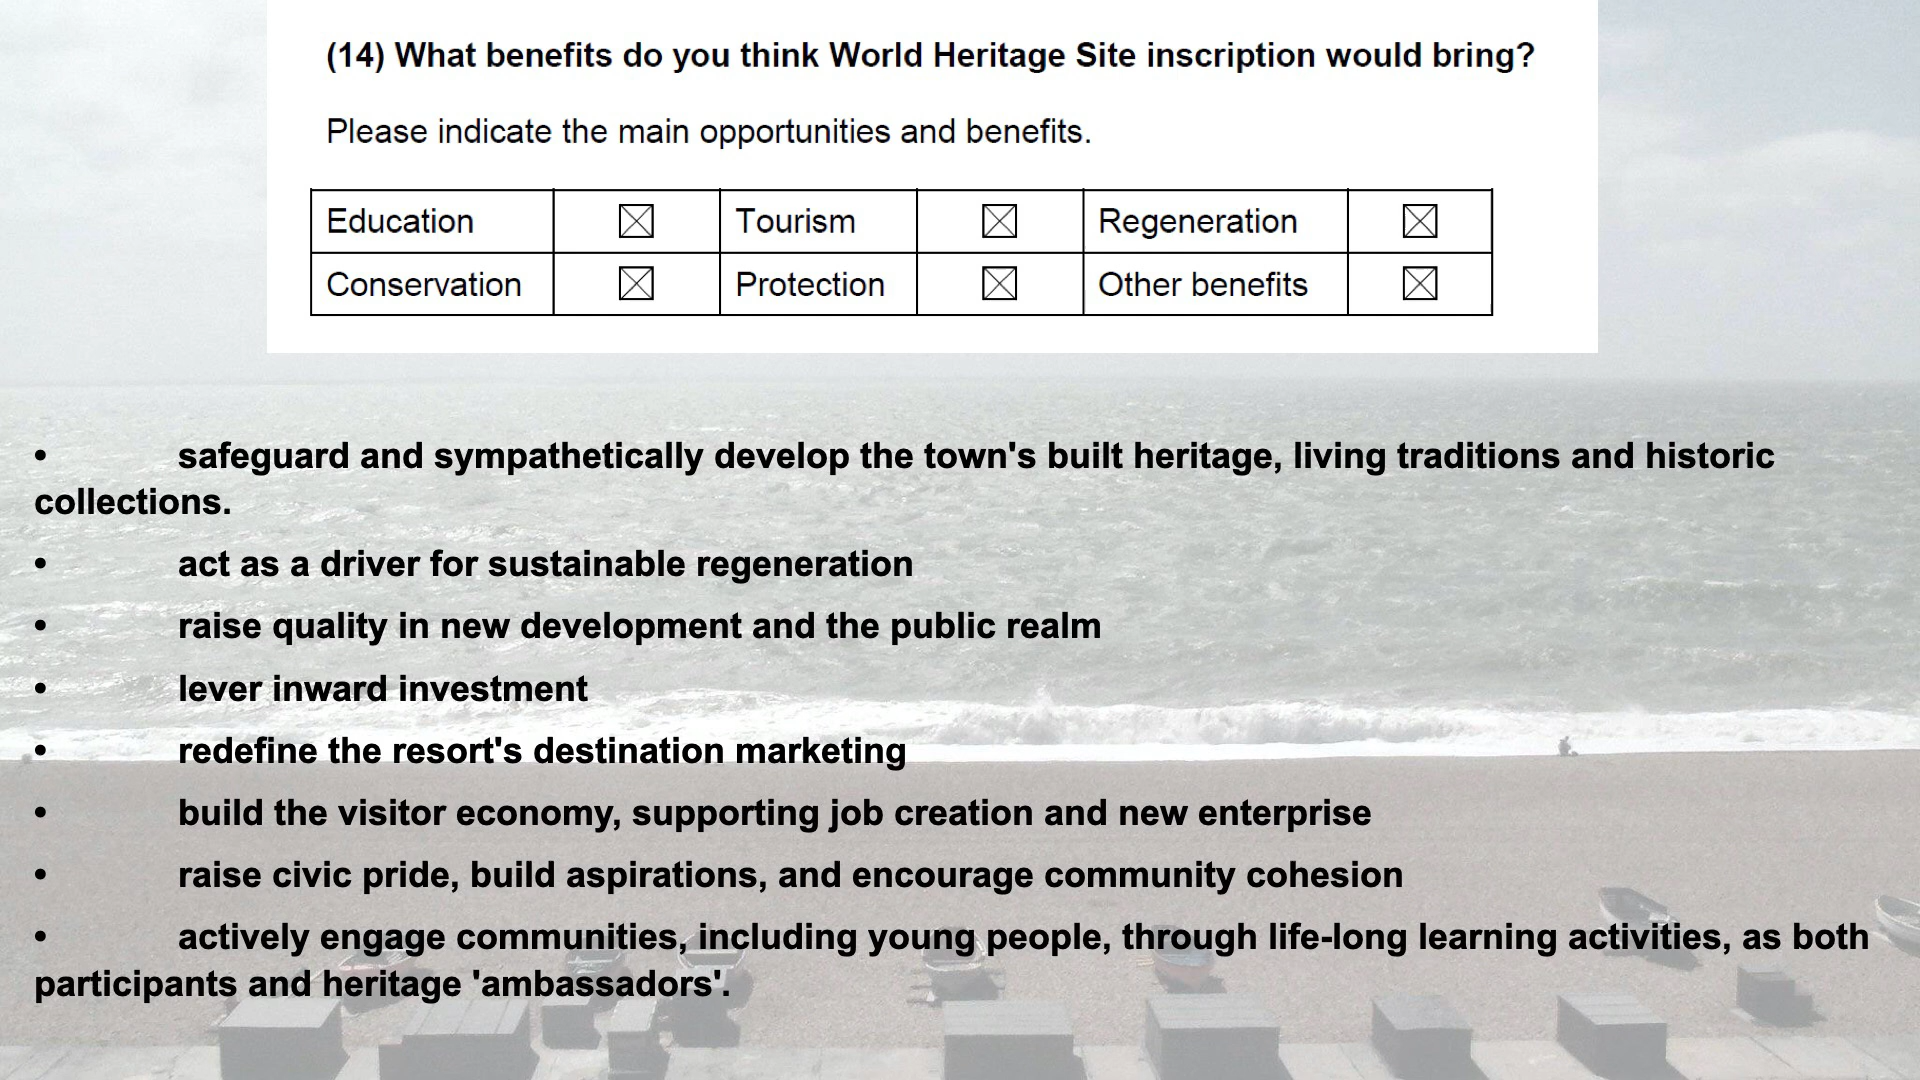 (14) What benefits do you think World Heritage Site inscription would bring?
Please indicate the main opportunities and benefits.
Education ☒ Tourism ☒ Regeneration ☒
Conservation ☒ Protection ☒ Other benefits ☒
• safeguard and sympathetically develop the town's built heritage, living traditions and historic
collections.
• act as a driver for sustainable regeneration
• raise quality in new development and the public realm
• lever inward investment
• redefine the resort's destination marketing
• build the visitor economy, supporting job creation and new enterprise
• raise civic pride, build aspirations, and encourage community cohesion
• actively engage communities, including young people, through life-long learning activities, as both
participants and heritage 'ambassadors'.